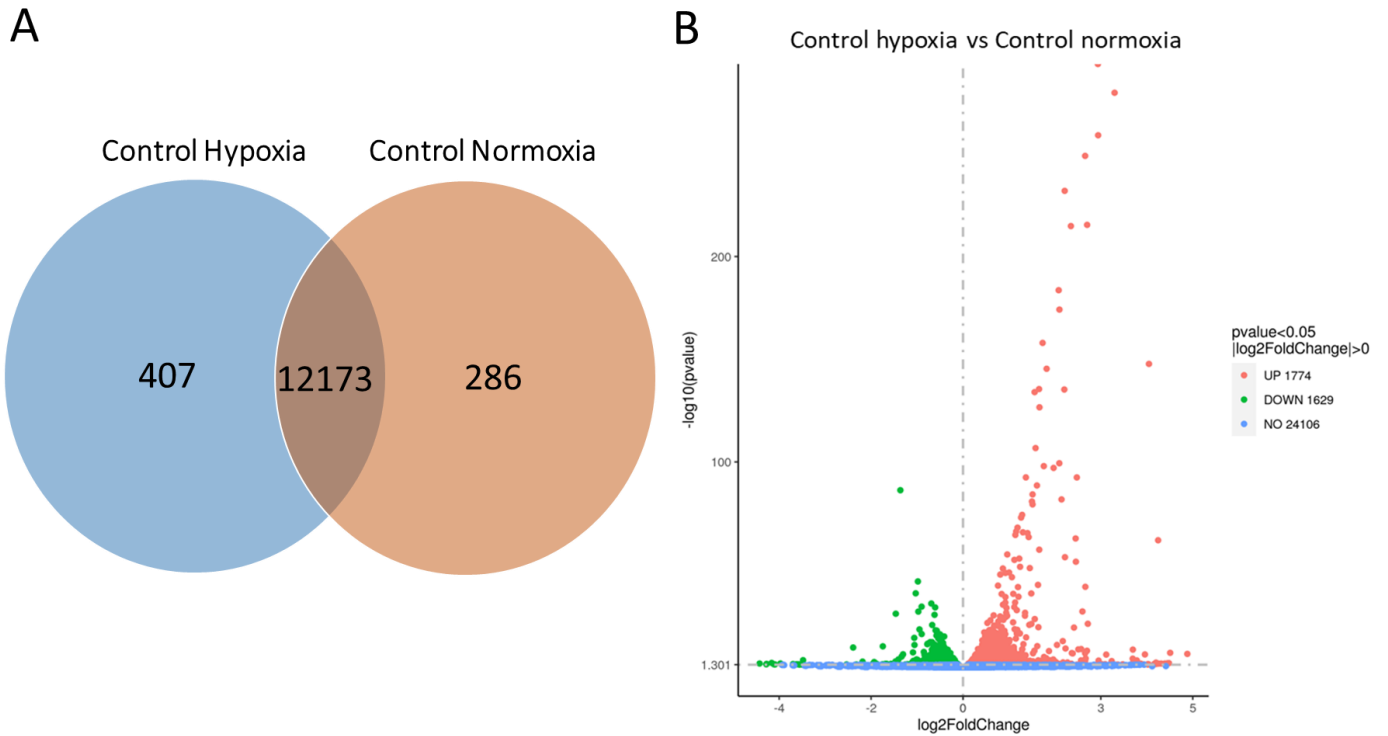 A
Control Hypoxia
Control Normoxia
407
12173
286
B
Control hypoxia vs Control normoxia
-log10(pvalue)
200
100
1.301
-4
-2
0
3
5
log2FoldChange
pvalue<0.05
|log2FoldChange|>0
UP 1774
DOWN 1629
NO 24106